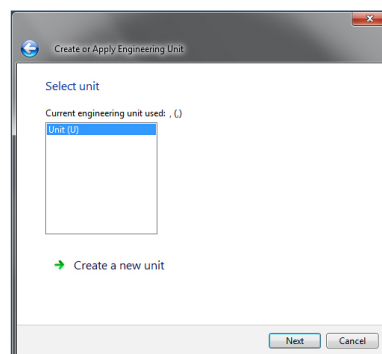 Create or Apply Engineering Unit
Select unit
Current engineering unit used: , (,)
Unit (U)
Create a new unit
Next Cancel